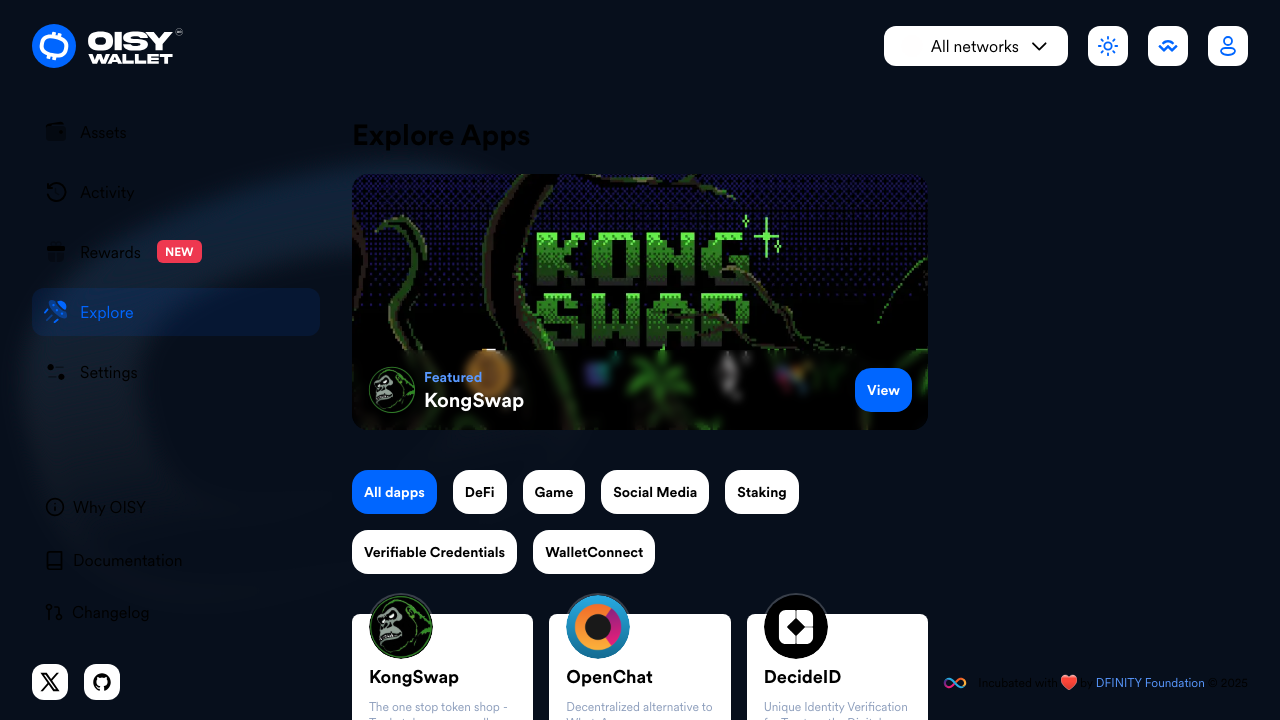 OISY
WALLET
All networks
Assets
Activity
Rewards NEW
Explore
Settings
Why OISY
Documentation
Changelog
Explore Apps
KONG
SWAP
Featured
KongSwap
View
All dapps DeFi Game Social Media Staking
Verifiable Credentials WalletConnect
KongSwap
The one stop token shop -
OpenChat
Decentralized alternative to
DecideID
Unique Identity Verification
Incubated with ❤️ by DFINITY Foundation © 2025